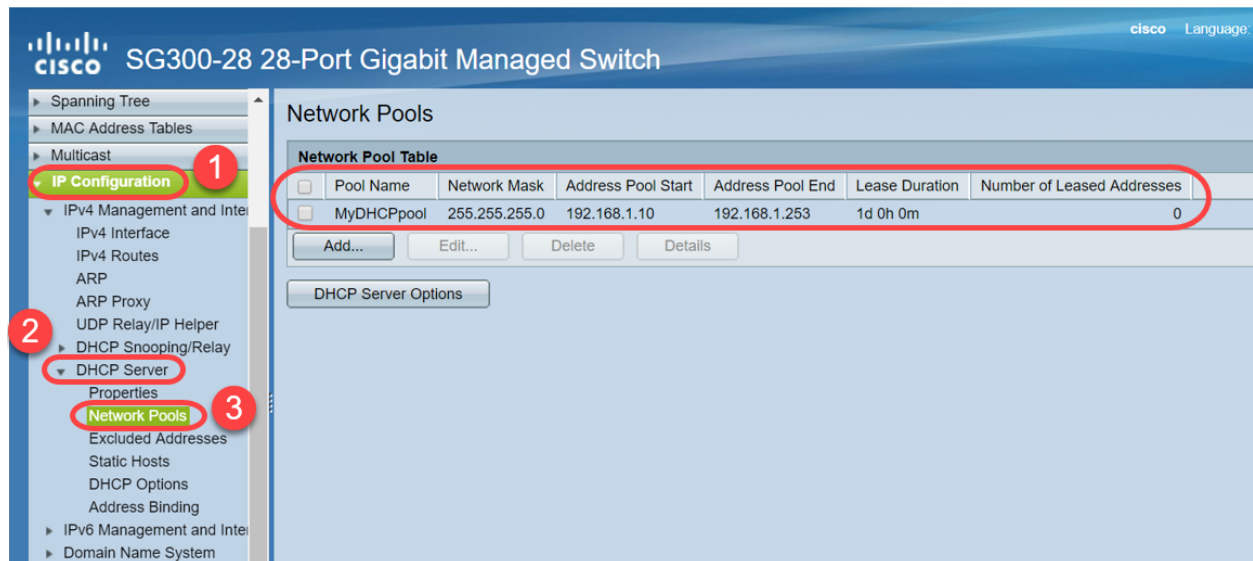 cisco Language:
CISCO SG300-28 28-Port Gigabit Managed Switch
Spanning Tree
MAC Address Tables
Multicast
1
IP Configuration
IPv4 Management and Inter
IPv4 Interface
IPv4 Routes
ARP
ARP Proxy
UDP Relay/IP Helper
2
DHCP Snooping/Relay
DHCP Server
Properties
Network Pools
3
Excluded Addresses
Static Hosts
DHCP Options
Address Binding
IPv6 Management and Inter
Domain Name System
Network Pools
Network Pool Table
Pool Name Network Mask Address Pool Start Address Pool End Lease Duration Number of Leased Addresses
MyDHCPpool 255.255.255.0 192.168.1.10 192.168.1.253 1d 0h 0m 0
Add... Edit... Delete Details
DHCP Server Options